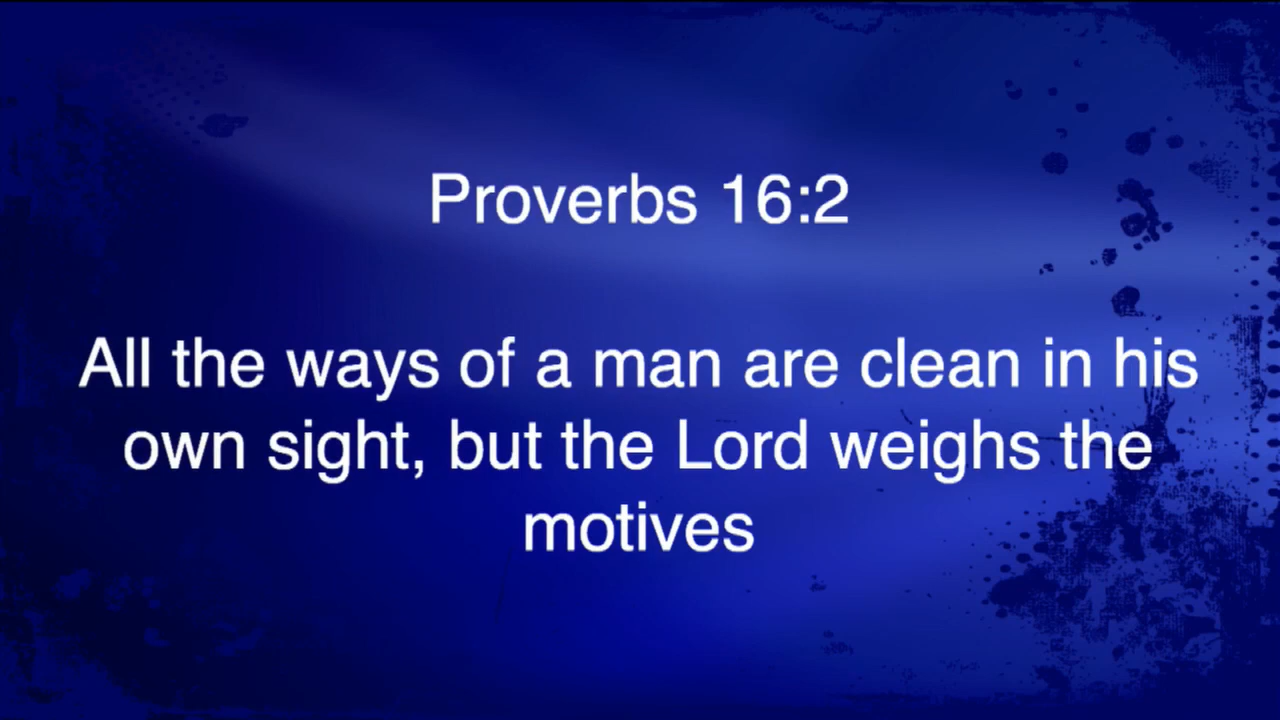 Proverbs 16:2
All the ways of a man are clean in his
own sight, but the Lord weighs the
motives